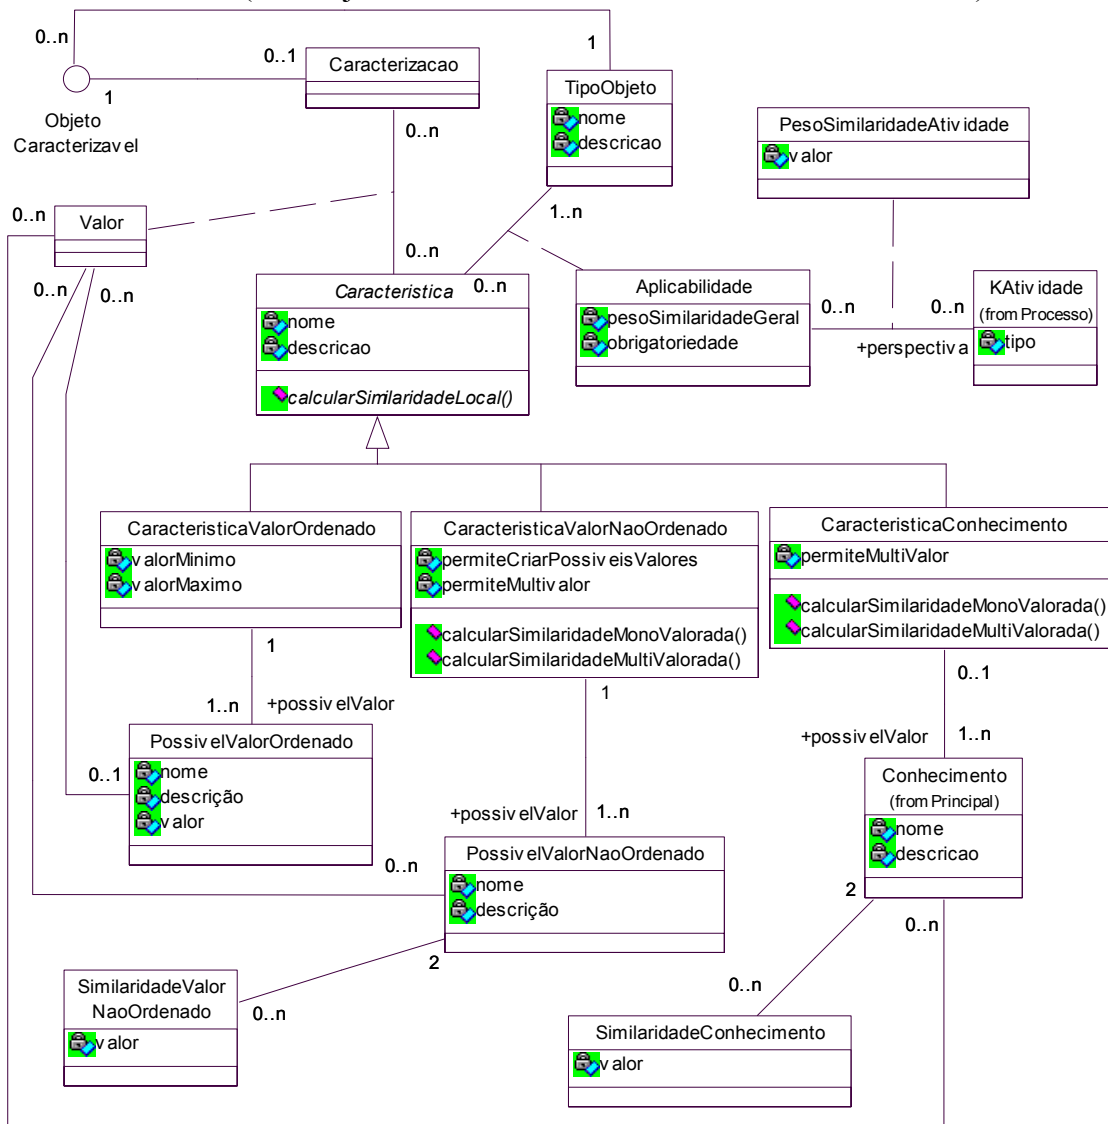 0..n
1
0..1
Caracterizacao
1
Objeto
Caracterizavel
TipoObjeto
nome
descricao
0..n
PesoSimilaridadeAtividade
valor
0..n
Valor
1..n
0..n
0..n
0..n
Caracteristica
nome
descricao
calcularSimilaridadeLocal()
0..n
Aplicabilidade
pesoSimilaridadeGeral
obrigatoriedade
0..n
0..n
+perspectiva
KAtividade
(from Processo)
tipo
CaracteristicaValorOrdenado
valorMinimo
valorMaximo
CaracteristicaValorNaoOrdenado
permiteCriarPossiveisValores
permiteMultivalor
calcularSimilaridadeMonoValorada()
calcularSimilaridadeMultiValorada()
CaracteristicaConhecimento
permiteMultiValor
calcularSimilaridadeMonoValorada()
calcularSimilaridadeMultiValorada()
1
1..n
+possivelValor
1
0..1
+possivelValor
1..n
PossivelValorOrdenado
nome
descrição
valor
0..1
+possivelValor
1..n
Conhecimento
(from Principal)
nome
descricao
0..n
PossivelValorNaoOrdenado
nome
descrição
2
0..n
2
0..n
SimilaridadeValor
NaoOrdenado
valor
0..n
SimilaridadeConhecimento
valor